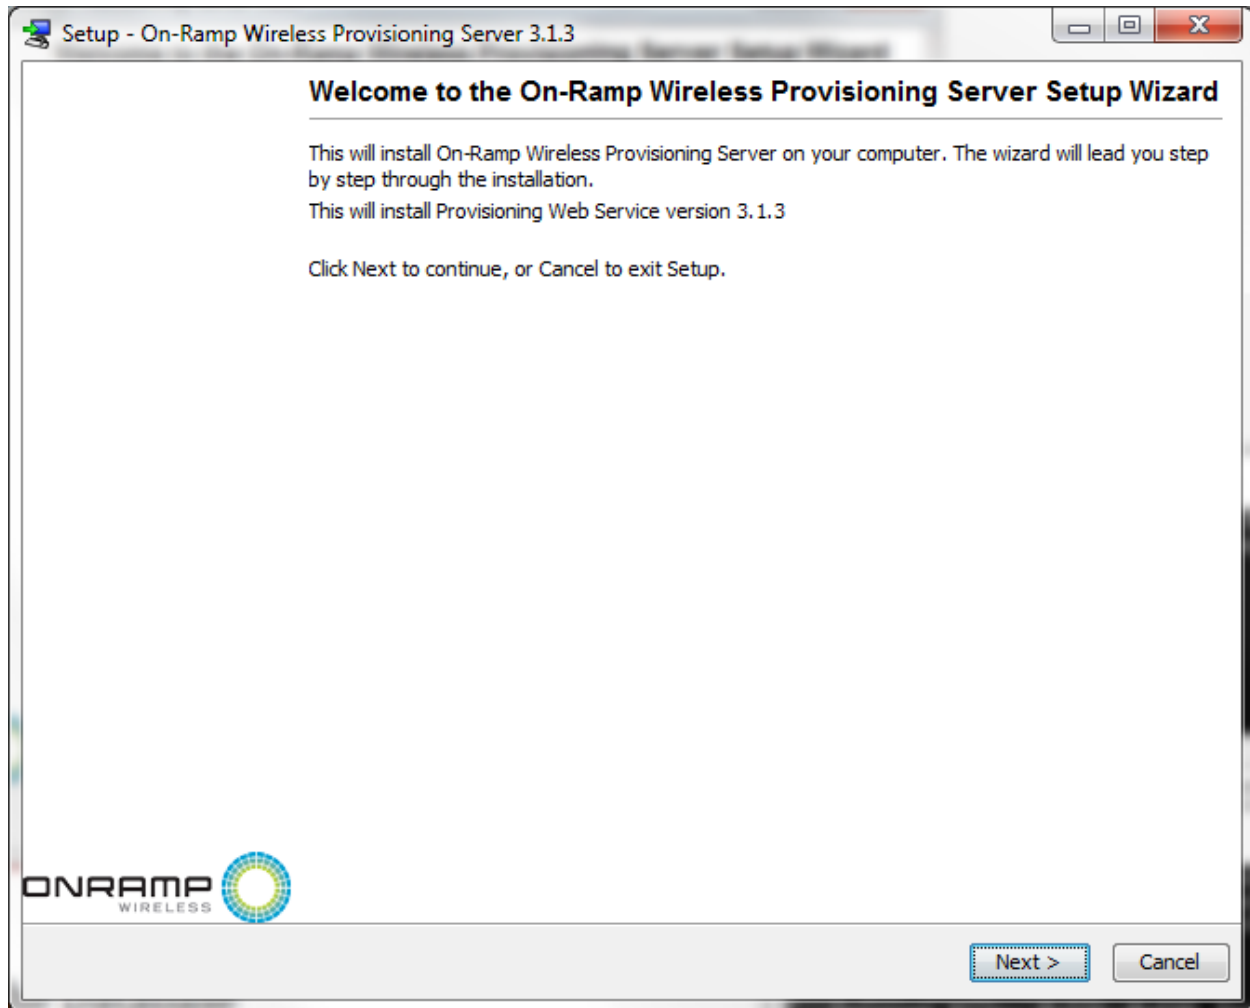 Setup - On-Ramp Wireless Provisioning Server 3.1.3
Welcome to the On-Ramp Wireless Provisioning Server Setup Wizard
This will install On-Ramp Wireless Provisioning Server on your computer. The wizard will lead you step
by step through the installation.
This will install Provisioning Web Service version 3.1.3
Click Next to continue, or Cancel to exit Setup.
ONRAMP
WIRELESS
Next >
Cancel